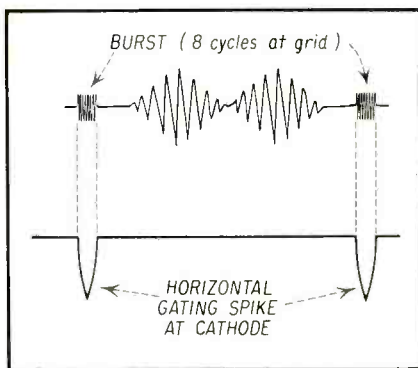 BURST ( 8 cycles at grid )
HORIZONTAL
GATING SPIKE
AT CATHODE